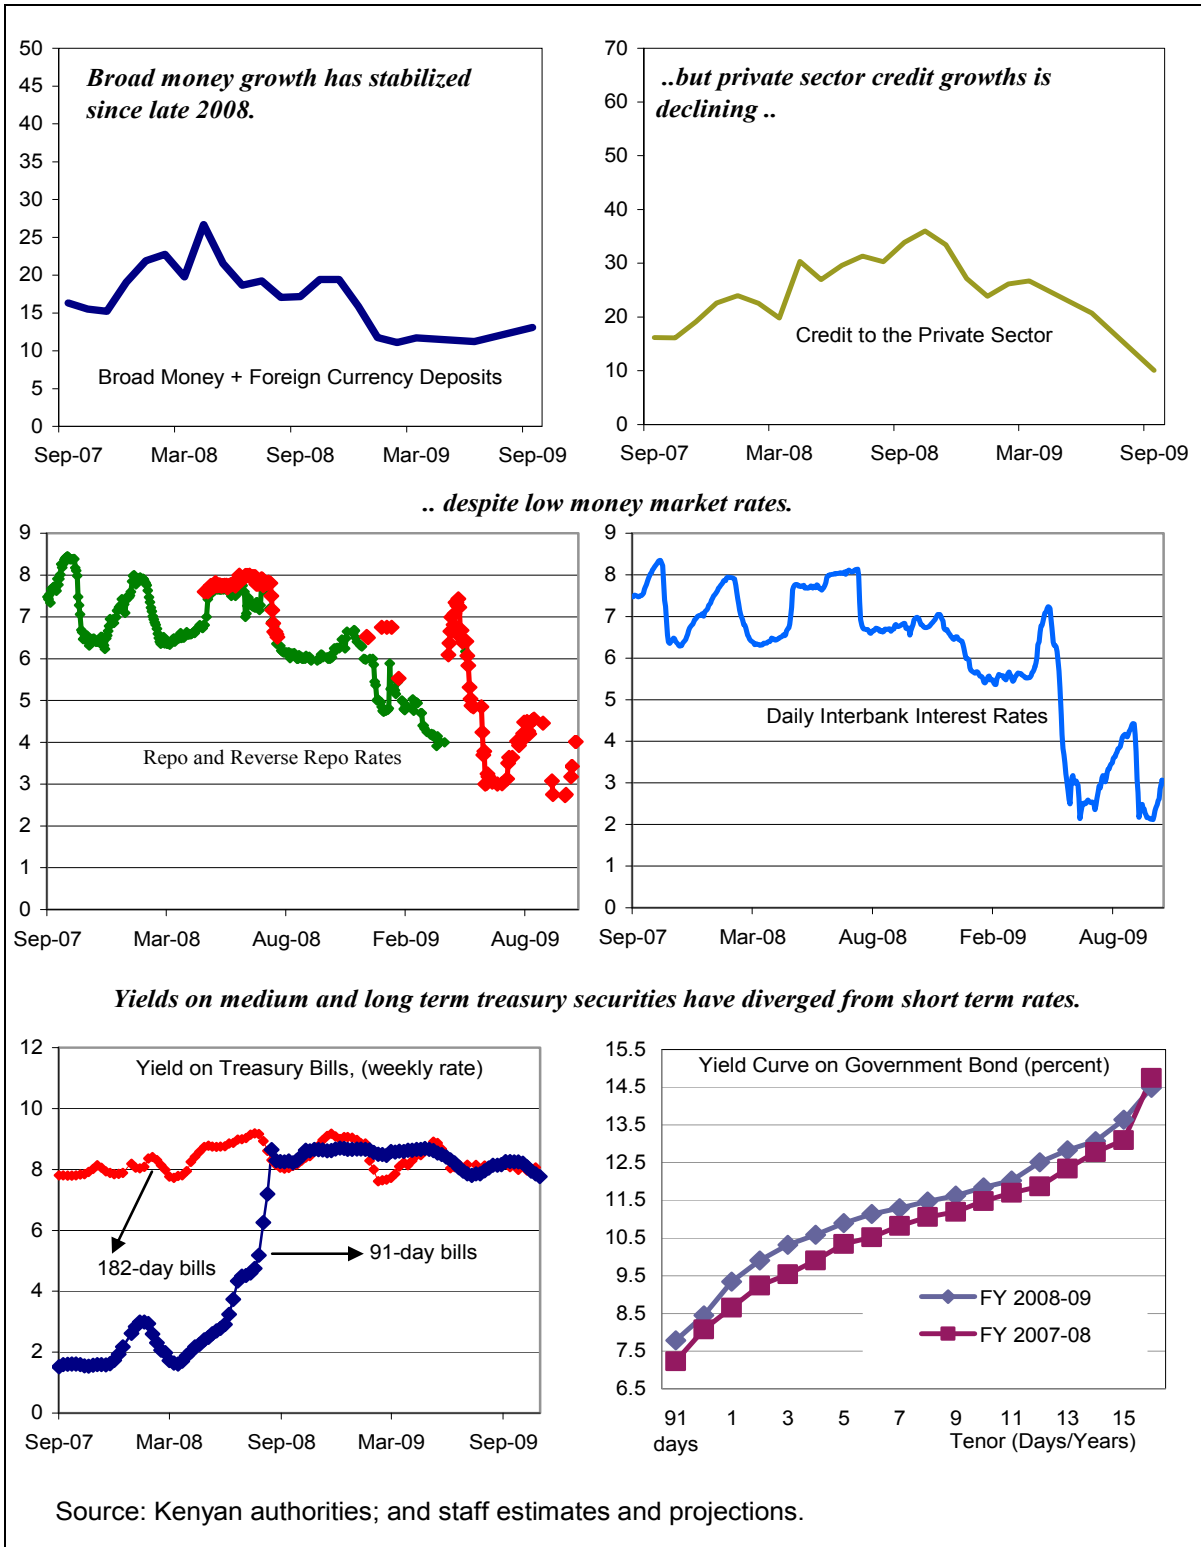 Broad money growth has stabilized
since late 2008.
50
45
40
35
30
25
20
15
10
5
0
Broad Money + Foreign Currency Deposits
Sep-07 Mar-08 Sep-08 Mar-09 Sep-09
..but private sector credit growths is
declining ..
70
60
50
40
30
20
10
0
Credit to the Private Sector
Sep-07 Mar-08 Sep-08 Mar-09 Sep-09
.. despite low money market rates.
9
8
7
6
5
4
3
2
1
0
Repo and Reverse Repo Rates
Sep-07 Mar-08 Aug-08 Feb-09 Aug-09
9
8
7
6
5
4
3
2
1
0
Daily Interbank Interest Rates
Sep-07 Mar-08 Aug-08 Feb-09 Aug-09
Yields on medium and long term treasury securities have diverged from short term rates.
Yield on Treasury Bills, (weekly rate)
12
10
8
6
4
2
0
91-day bills
182-day bills
Sep-07 Mar-08 Sep-08 Mar-09 Sep-09
Yield Curve on Government Bond (percent)
15.5
14.5
13.5
12.5
11.5
10.5
9.5
8.5
7.5
6.5
FY 2008-09
FY 2007-08
91 1 3 5 7 9 11 13 15
days
Tenor (Days/Years)
Source: Kenyan authorities; and staff estimates and projections.